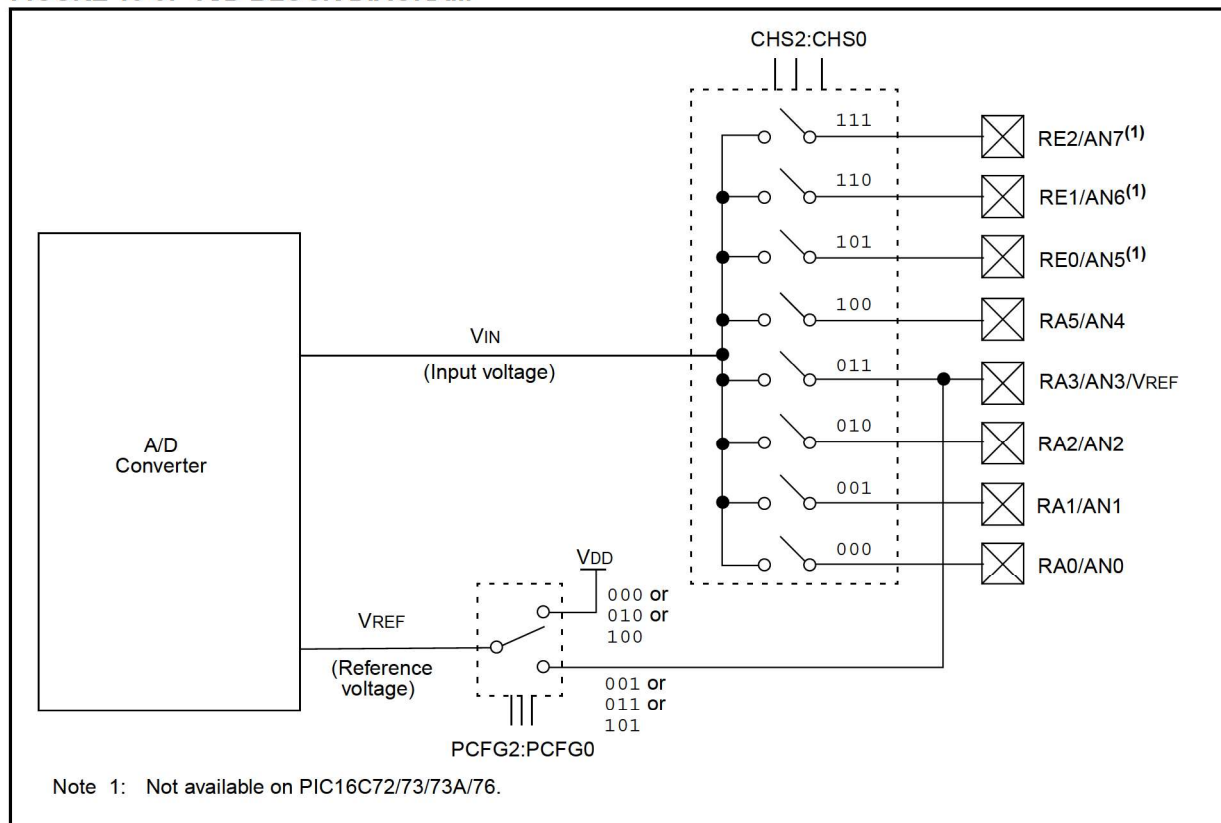 CHS2:CHS0
111
RE2/AN7(1)
110
RE1/AN6(1)
101
RE0/AN5(1)
100
RA5/AN4
VIN
(Input voltage)
011
RA3/AN3/VREF
A/D
Converter
010
RA2/AN2
001
RA1/AN1
000
RA0/AN0
VDD
000 or
010 or
100
VREF
(Reference
voltage)
001 or
011 or
101
PCFG2:PCFG0
Note 1: Not available on PIC16C72/73/73A/76.